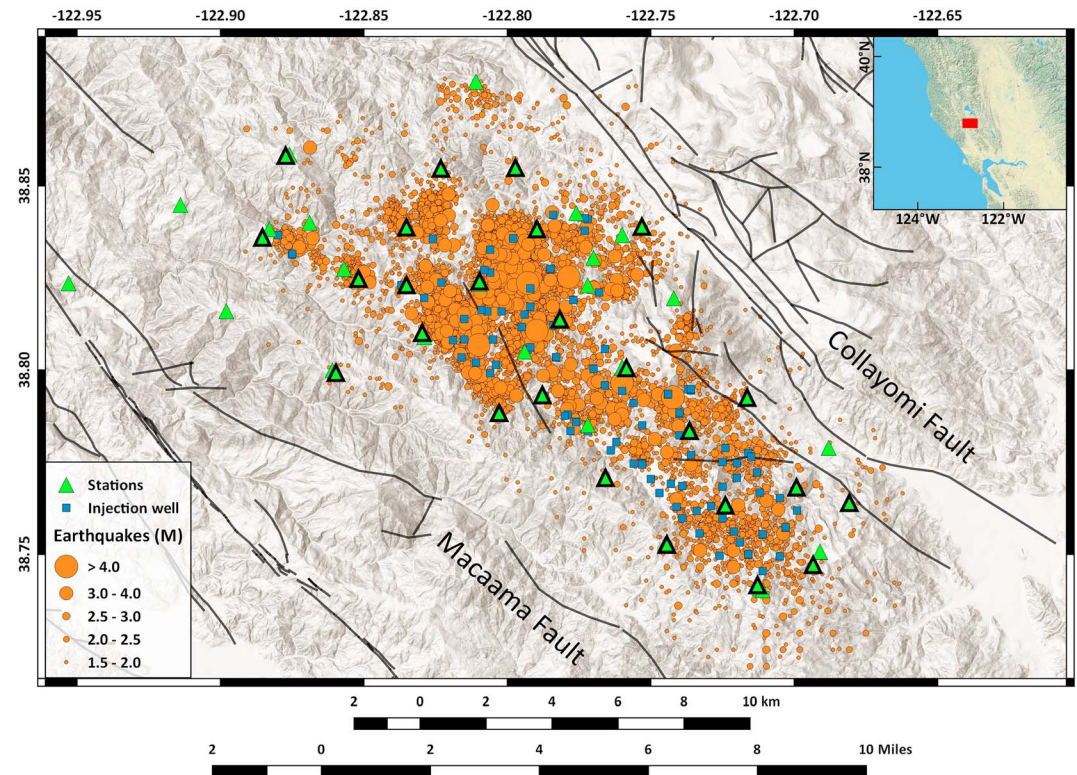 -122.95 -122.90 -122.85 -122.80 -122.75 -122.70 -122.65
40°N
38°N
124°W 122°W
38.85
38.80
38.75
Collayomi Fault
Macaama Fault
Stations
Injection well
Earthquakes (M)
> 4.0
3.0 - 4.0
2.5 - 3.0
2.0 - 2.5
1.5 - 2.0
2 0 2 4 6 8 10 km
2 0 2 4 6 8 10 Miles